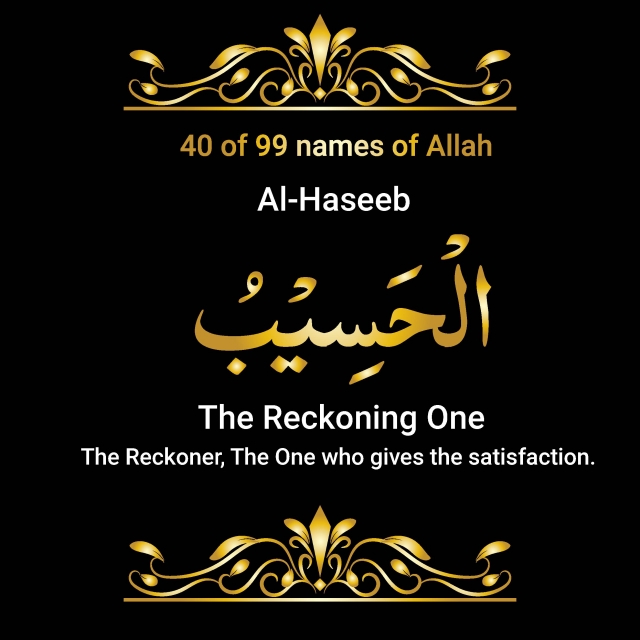 40 of 99 names of Allah
Al-Haseeb
الْحَسِيْبُ
The Reckoning One
The Reckoner, The One who gives the satisfaction.